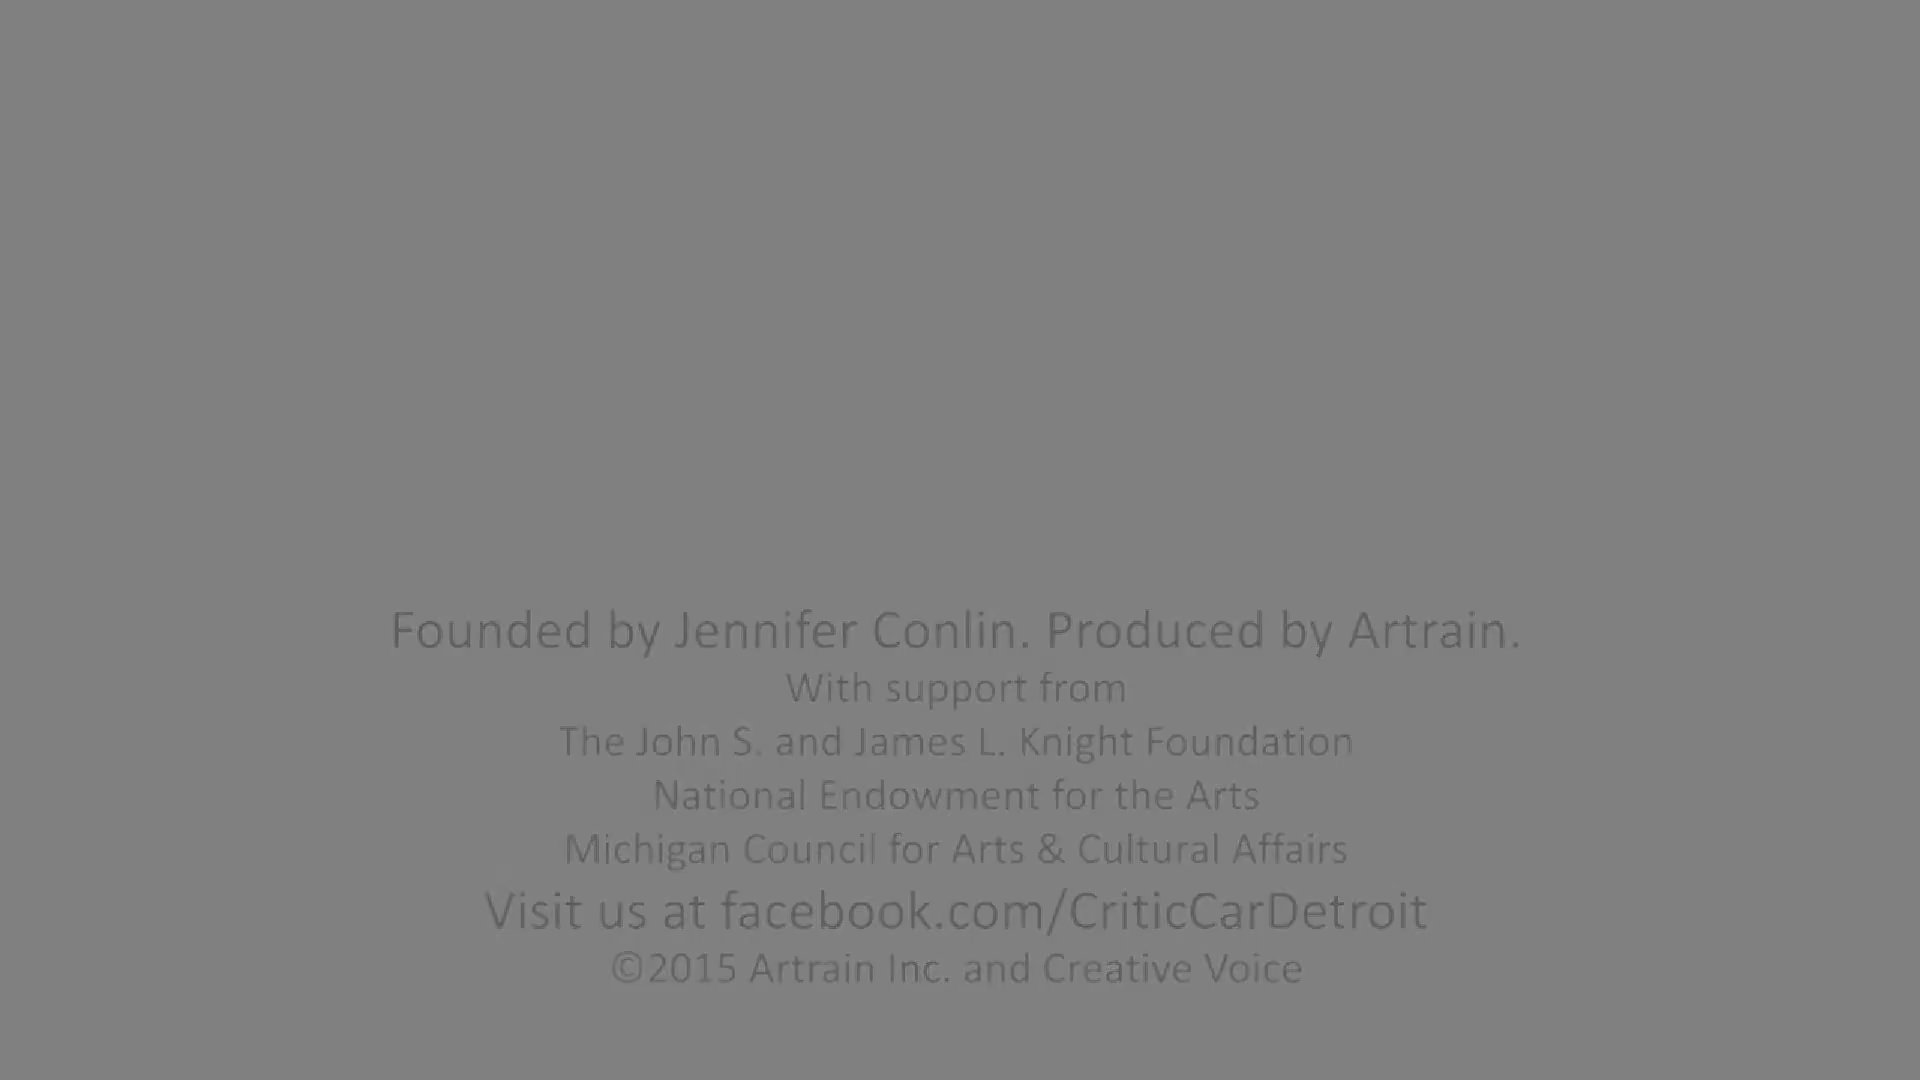 Founded by Jennifer Conlin. Produced by Artrain.
With support from
The John S. and James L. Knight Foundation
National Endowment for the Arts
Michigan Council for Arts & Cultural Affairs
Visit us at facebook.com/CriticCarDetroit
©2015 Artrain Inc. and Creative Voice